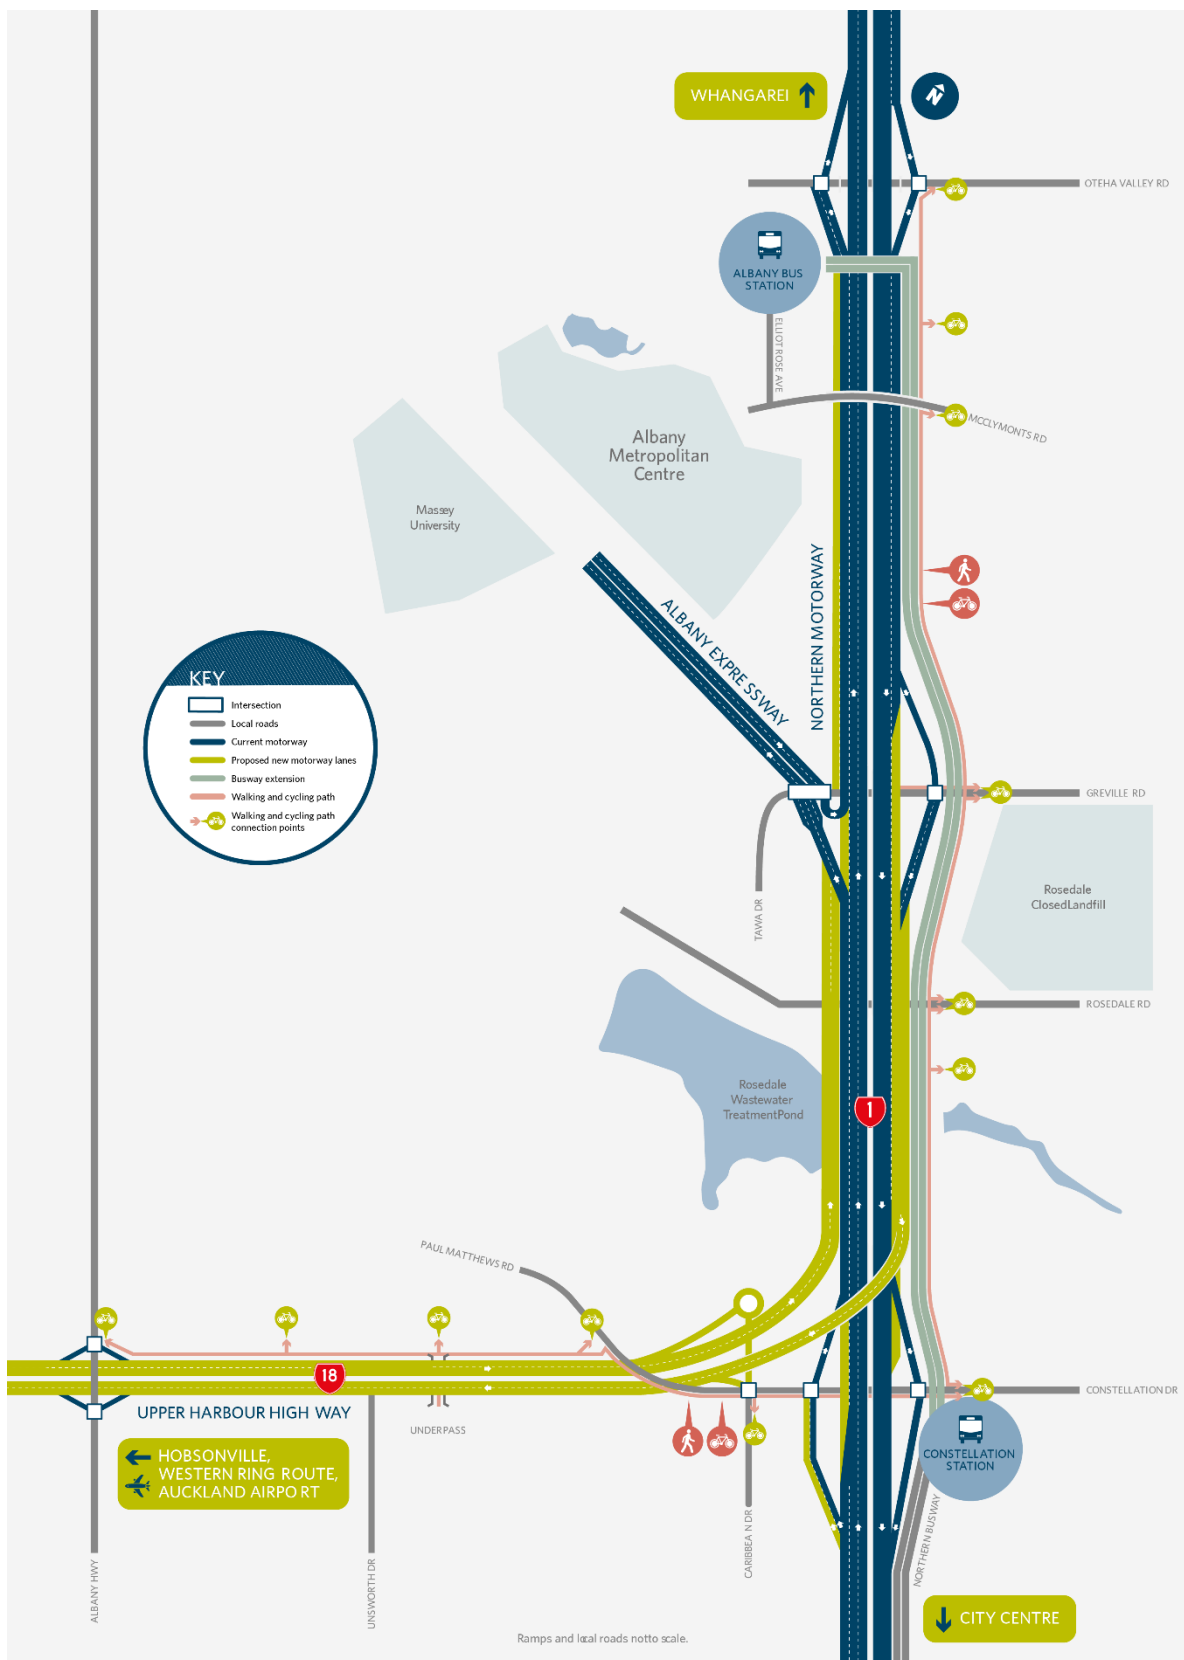 WHANGAREI
N
OTEHA VALLEY RD
ALBANY BUS
STATION
ELLIOT ROSE AVE
MCCLYMONTS RD
Albany
Metropolitan
Centre
Massey
University
NORTHERN MOTORWAY
ALBANY EXPRE SSWAY
KEY
Intersection
Local roads
Current motorway
Proposed new motorway lanes
Busway extension
Walking and cycling path
Walking and cycling path
connection points
GREVILLE RD
TAWA DR
Rosedale
ClosedLandfill
ROSEDALE RD
Rosedale
Wastewater
TreatmentPond
1
PAUL MATTHEWS RD
18
UPPER HARBOUR HIGH WAY
UNDERPASS
CONSTELLATION DR
CONSTELLATION
STATION
HOBSONVILLE,
WESTERN RING ROUTE,
AUCKLAND AIRPO RT
ALBANY HWY
UNSWORTH DR
CARIBBEA N DR
NORTHERN BUSWAY
CITY CENTRE
Ramps and local roads notto scale.